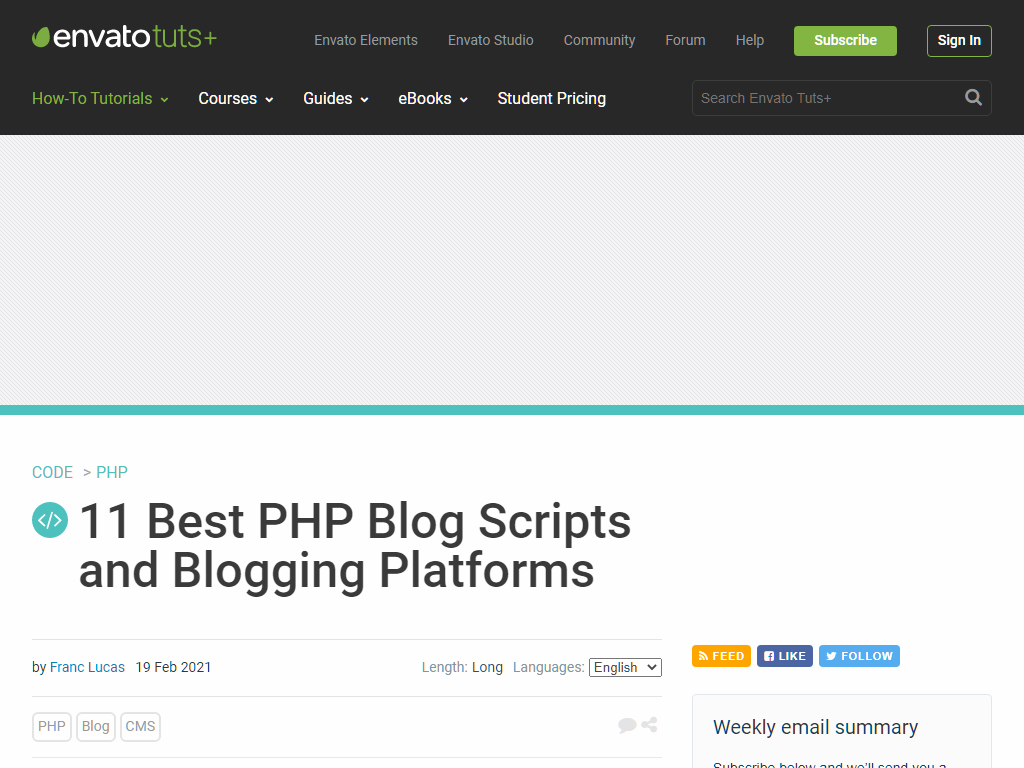 envatotuts+
Envato Elements Envato Studio Community Forum Help Subscribe Sign In
How-To Tutorials Courses Guides eBooks Student Pricing Search Envato Tuts+
CODE > PHP
</> 11 Best PHP Blog Scripts
and Blogging Platforms
by Franc Lucas 19 Feb 2021 Length: Long Languages: English
FEED LIKE FOLLOW
PHP Blog CMS
Weekly email summary
Subscribe below and we'll send you a